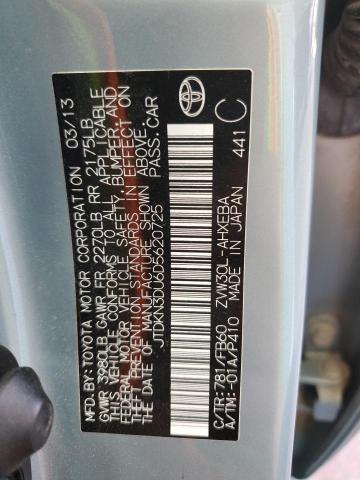 MFD.BY:TOYOTA MOTOR CORPORATION 03/13
GVWR 3980LB GAWR FR 2270LB RR 2175LB
THIS VEHICLE CONFORMS TO ALL APPLICABLE
FEDERAL MOTOR VEHICLE SAFETY, BUMPER, AND
THEFT PREVENTION STANDARDS IN EFFECT ON
THE DATE OF MANUFACTURE SHOWN ABOVE.
JTDKN3DU6D5620725 PASS.CAR
C/TR:781/FB60 ZVW30L-AHXEBA
A/TM:-01A/P410 MADE IN JAPAN
441 C